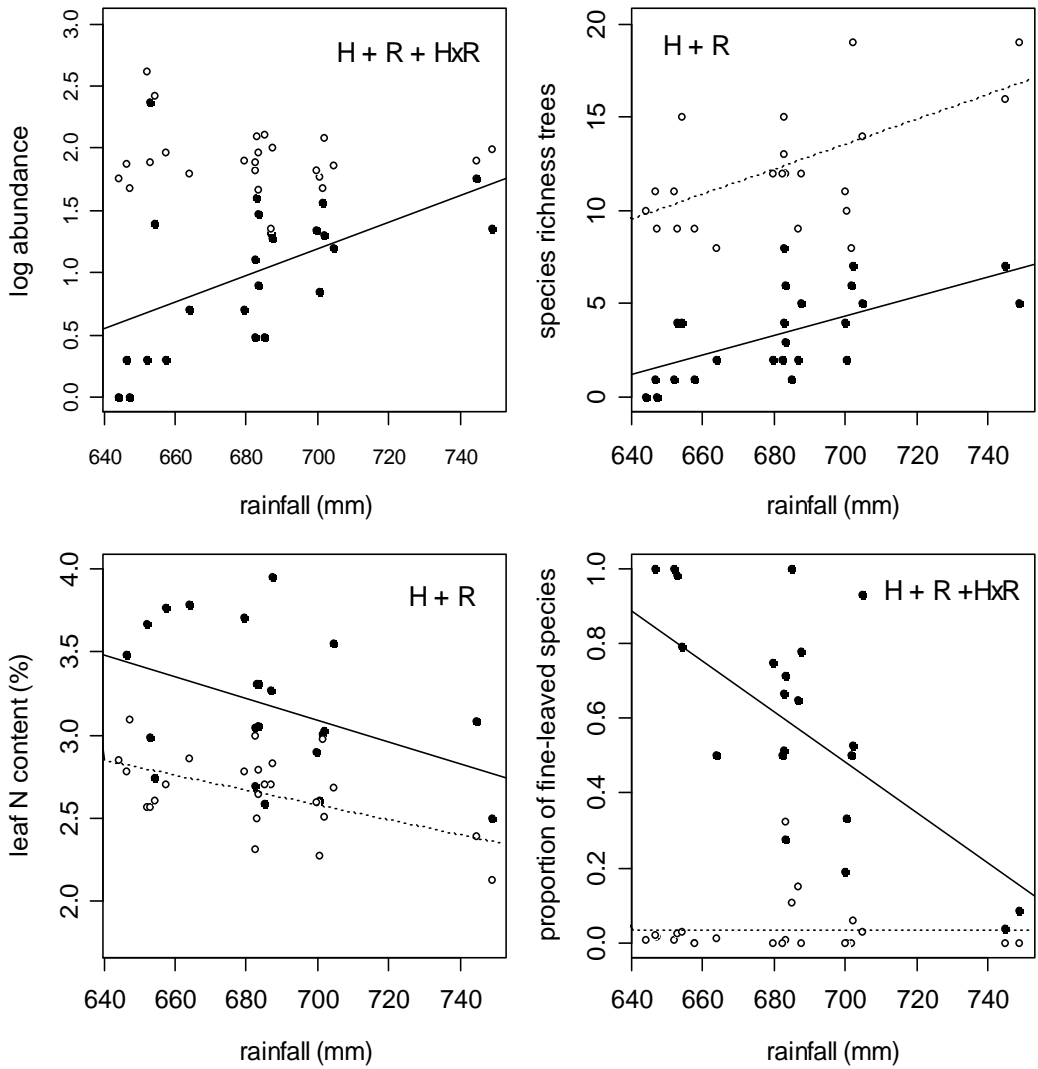 log abundance
3.0
2.5
2.0
1.5
1.0
0.5
0.0
H + R + HxR
640 660 680 700 720 740
rainfall (mm)
species richness trees
20
15
10
5
0
H + R
640 660 680 700 720 740
rainfall (mm)
leaf N content (%)
4.0
3.5
3.0
2.5
2.0
H + R
640 660 680 700 720 740
rainfall (mm)
proportion of fine-leaved species
1.0
0.8
0.6
0.4
0.2
0.0
H + R +HxR
640 660 680 700 720 740
rainfall (mm)